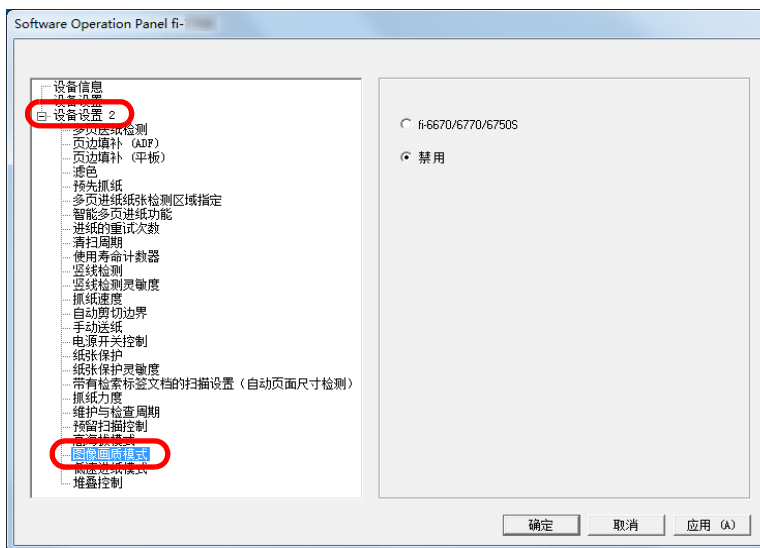 Software Operation Panel fi-
设备信息
设备设置
设备设置 2
多页送纸检测
页边填补 (ADF)
页边填补 (平板)
滤色
预先抓纸
多页进纸纸张检测区域指定
智能多页进纸功能
进纸的重试次数
清扫周期
使用寿命计数器
竖线检测
竖线检测灵敏度
抓纸速度
自动剪切边界
手动送纸
电源开关控制
纸张保护
纸张保护灵敏度
带有检索标签文档的扫描设置（自动页面尺寸检测）
抓纸力度
维护与检查周期
预留扫描控制
高海拔模式
图像画质模式
低速进纸模式
堆叠控制
fi-6670/6770/6750S
禁用
确定 取消 应用 (A)